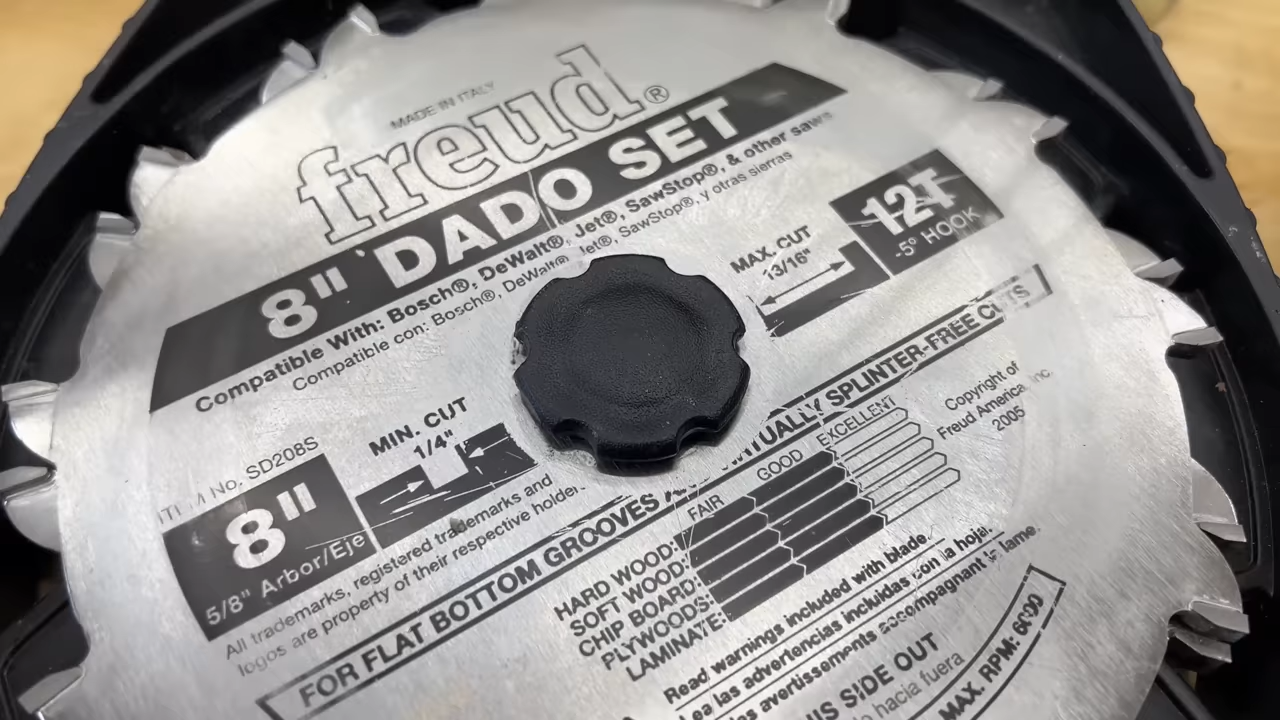 MADE IN ITALY
freud®
8" DADO SET
Compatible With: Bosch®, DeWalt®, Jet®, SawStop®, & other saws
Compatible con: Bosch®, DeWalt®, Jet®, SawStop®, y otras sierras
12T
-5° HOOK
MAX. CUT
13/16"
MIN. CUT
1/4"
No. SD208S
8"
5/8" Arbor/Eje
All trademarks, registered trademarks and
logos are property of their respective
FOR FLAT BOTTOM GROOVES SPLINTER-FREE CUTS
FAIR GOOD EXCELLENT
HARD WOOD:
SOFT WOOD:
CHIP BOARD:
PLYWOODS:
LAMINATE:
Copyright of
Freud America, Inc.
2005
Read warnings included with blade.
las advertencias incluidas con la hoja.
avertissements accompagnant lame.
SIDE OUT
hacia fuera
MAX. RPM: 6000